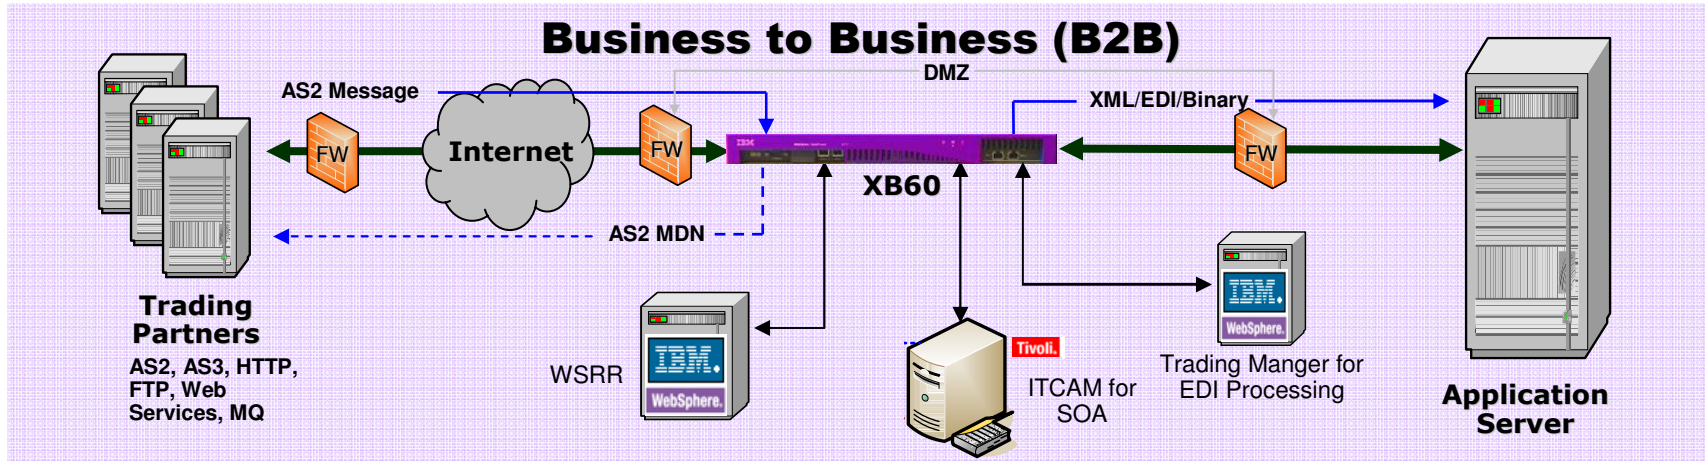 Business to Business (B2B)
DMZ
AS2 Message
XML/EDI/Binary
FW
Internet
FW
IBM
XB60
FW
AS2 MDN
Trading
Partners
AS2, AS3, HTTP,
FTP, Web
Services, MQ
WSRR
IBM.
WebSphere.
Tivoli.
ITCAM for
SOA
IBM.
WebSphere.
Trading Manger for
EDI Processing
Application
Server